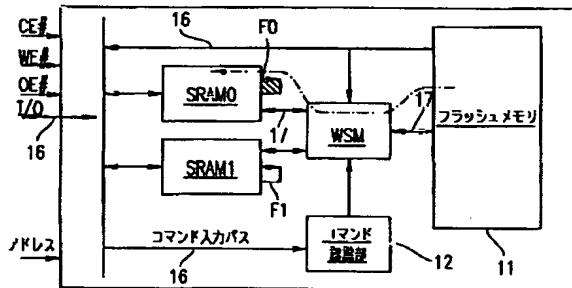 CE#
WE#
OE#
I/O
16
16
F0
SRAM0
17
WSM
17
フラッシュメモリ
SRAM1
F1
コマンド入力バス
16
コマンド
認識部
12
11
アドレス